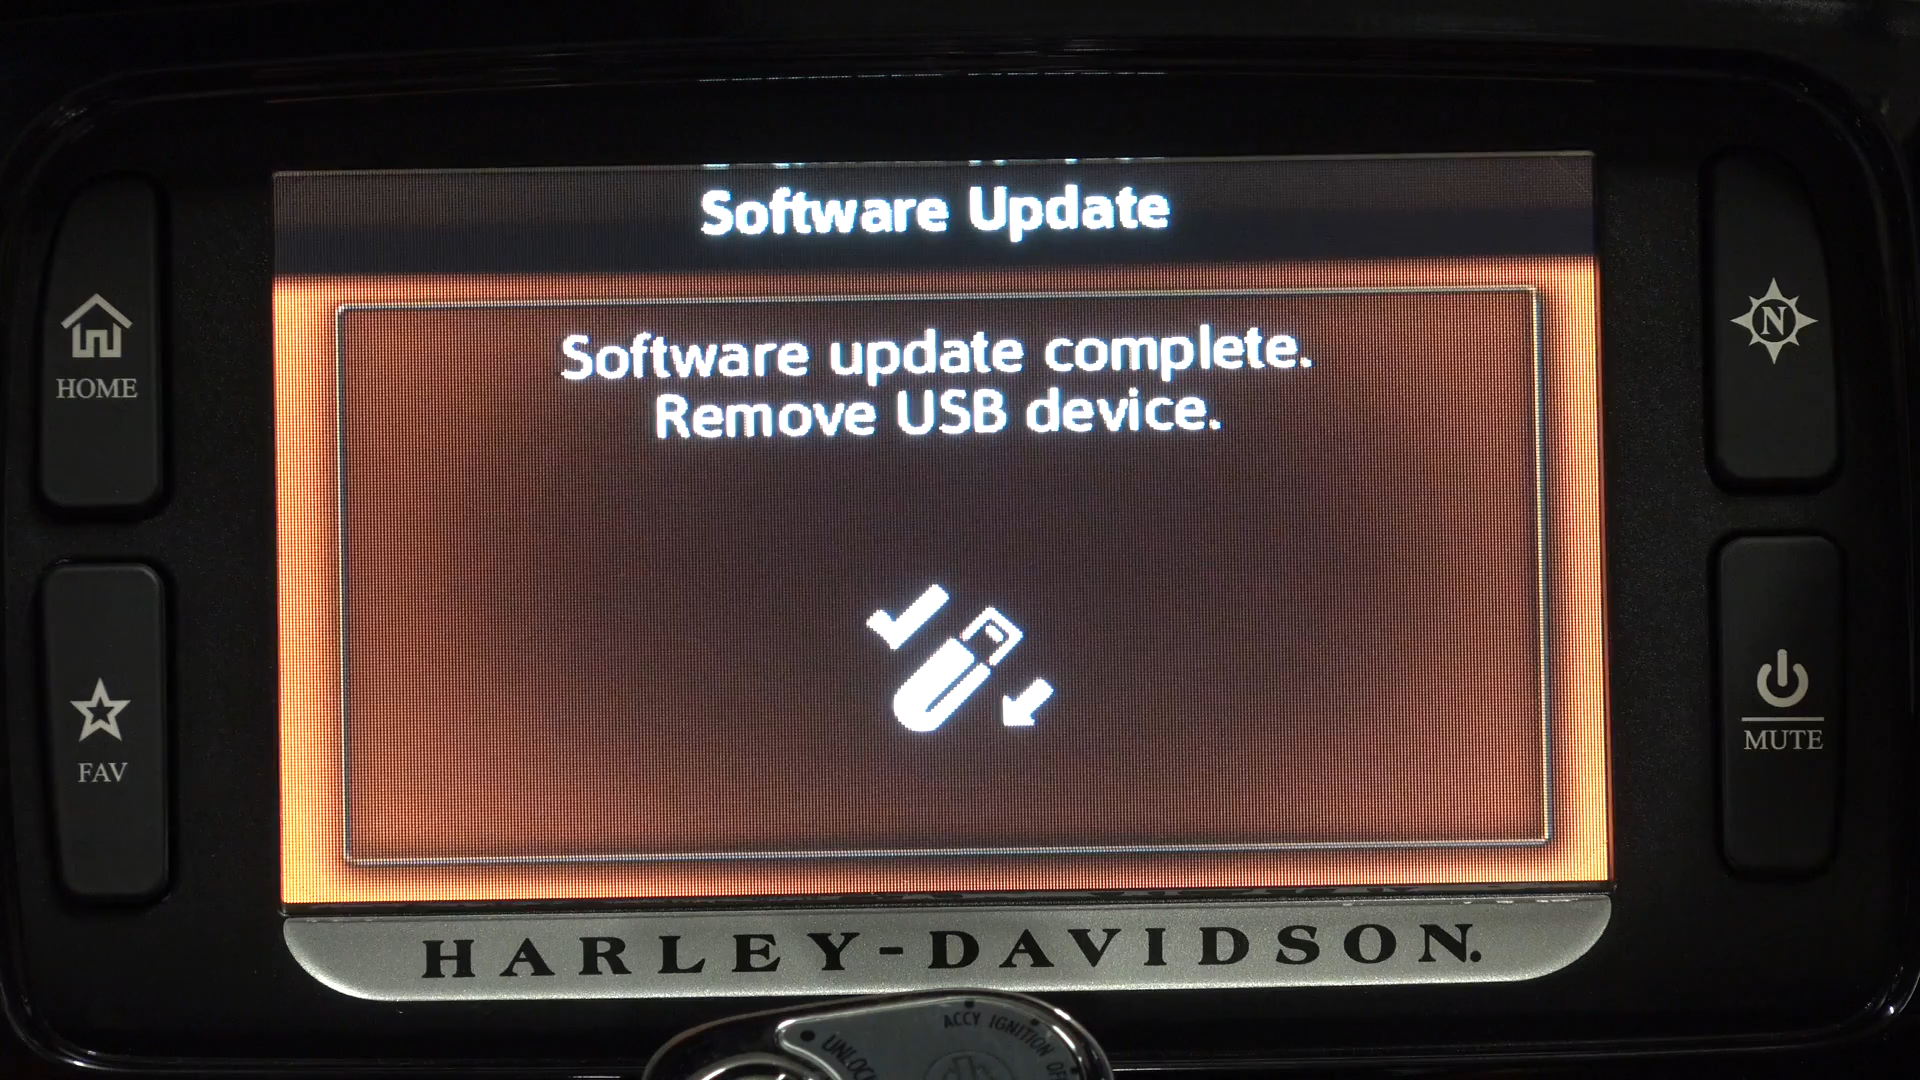 Software Update
Software update complete.
Remove USB device.
HOME
N
FAV
MUTE
HARLEY-DAVIDSON.
ACCY IGNITION